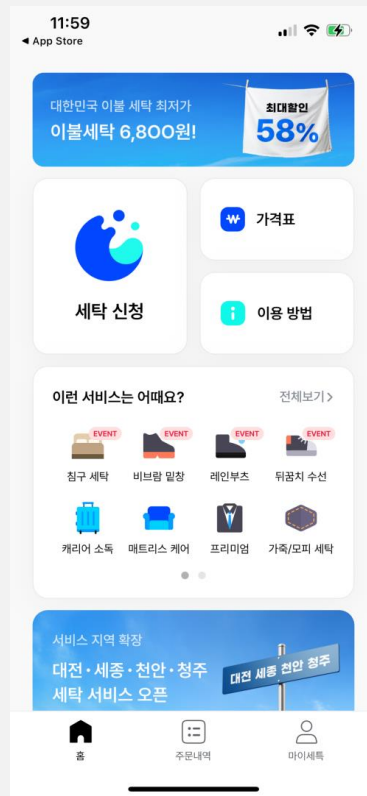 11:59
◀ App Store
대한민국 이불 세탁 최저가
이불세탁 6,800원!
최대할인
58%
세탁 신청
₩ 가격표
i 이용 방법
이런 서비스는 어때요?
전체보기 >
EVENT
EVENT
EVENT
EVENT
침구 세탁
비브람 밑창
레인부츠
뒤꿈치 수선
캐리어 소독
매트리스 케어
프리미엄
가죽/모피 세탁
서비스 지역 확장
대전·세종·천안·청주
세탁 서비스 오픈
대전 세종 천안 청주
홈
주문내역
마이세특